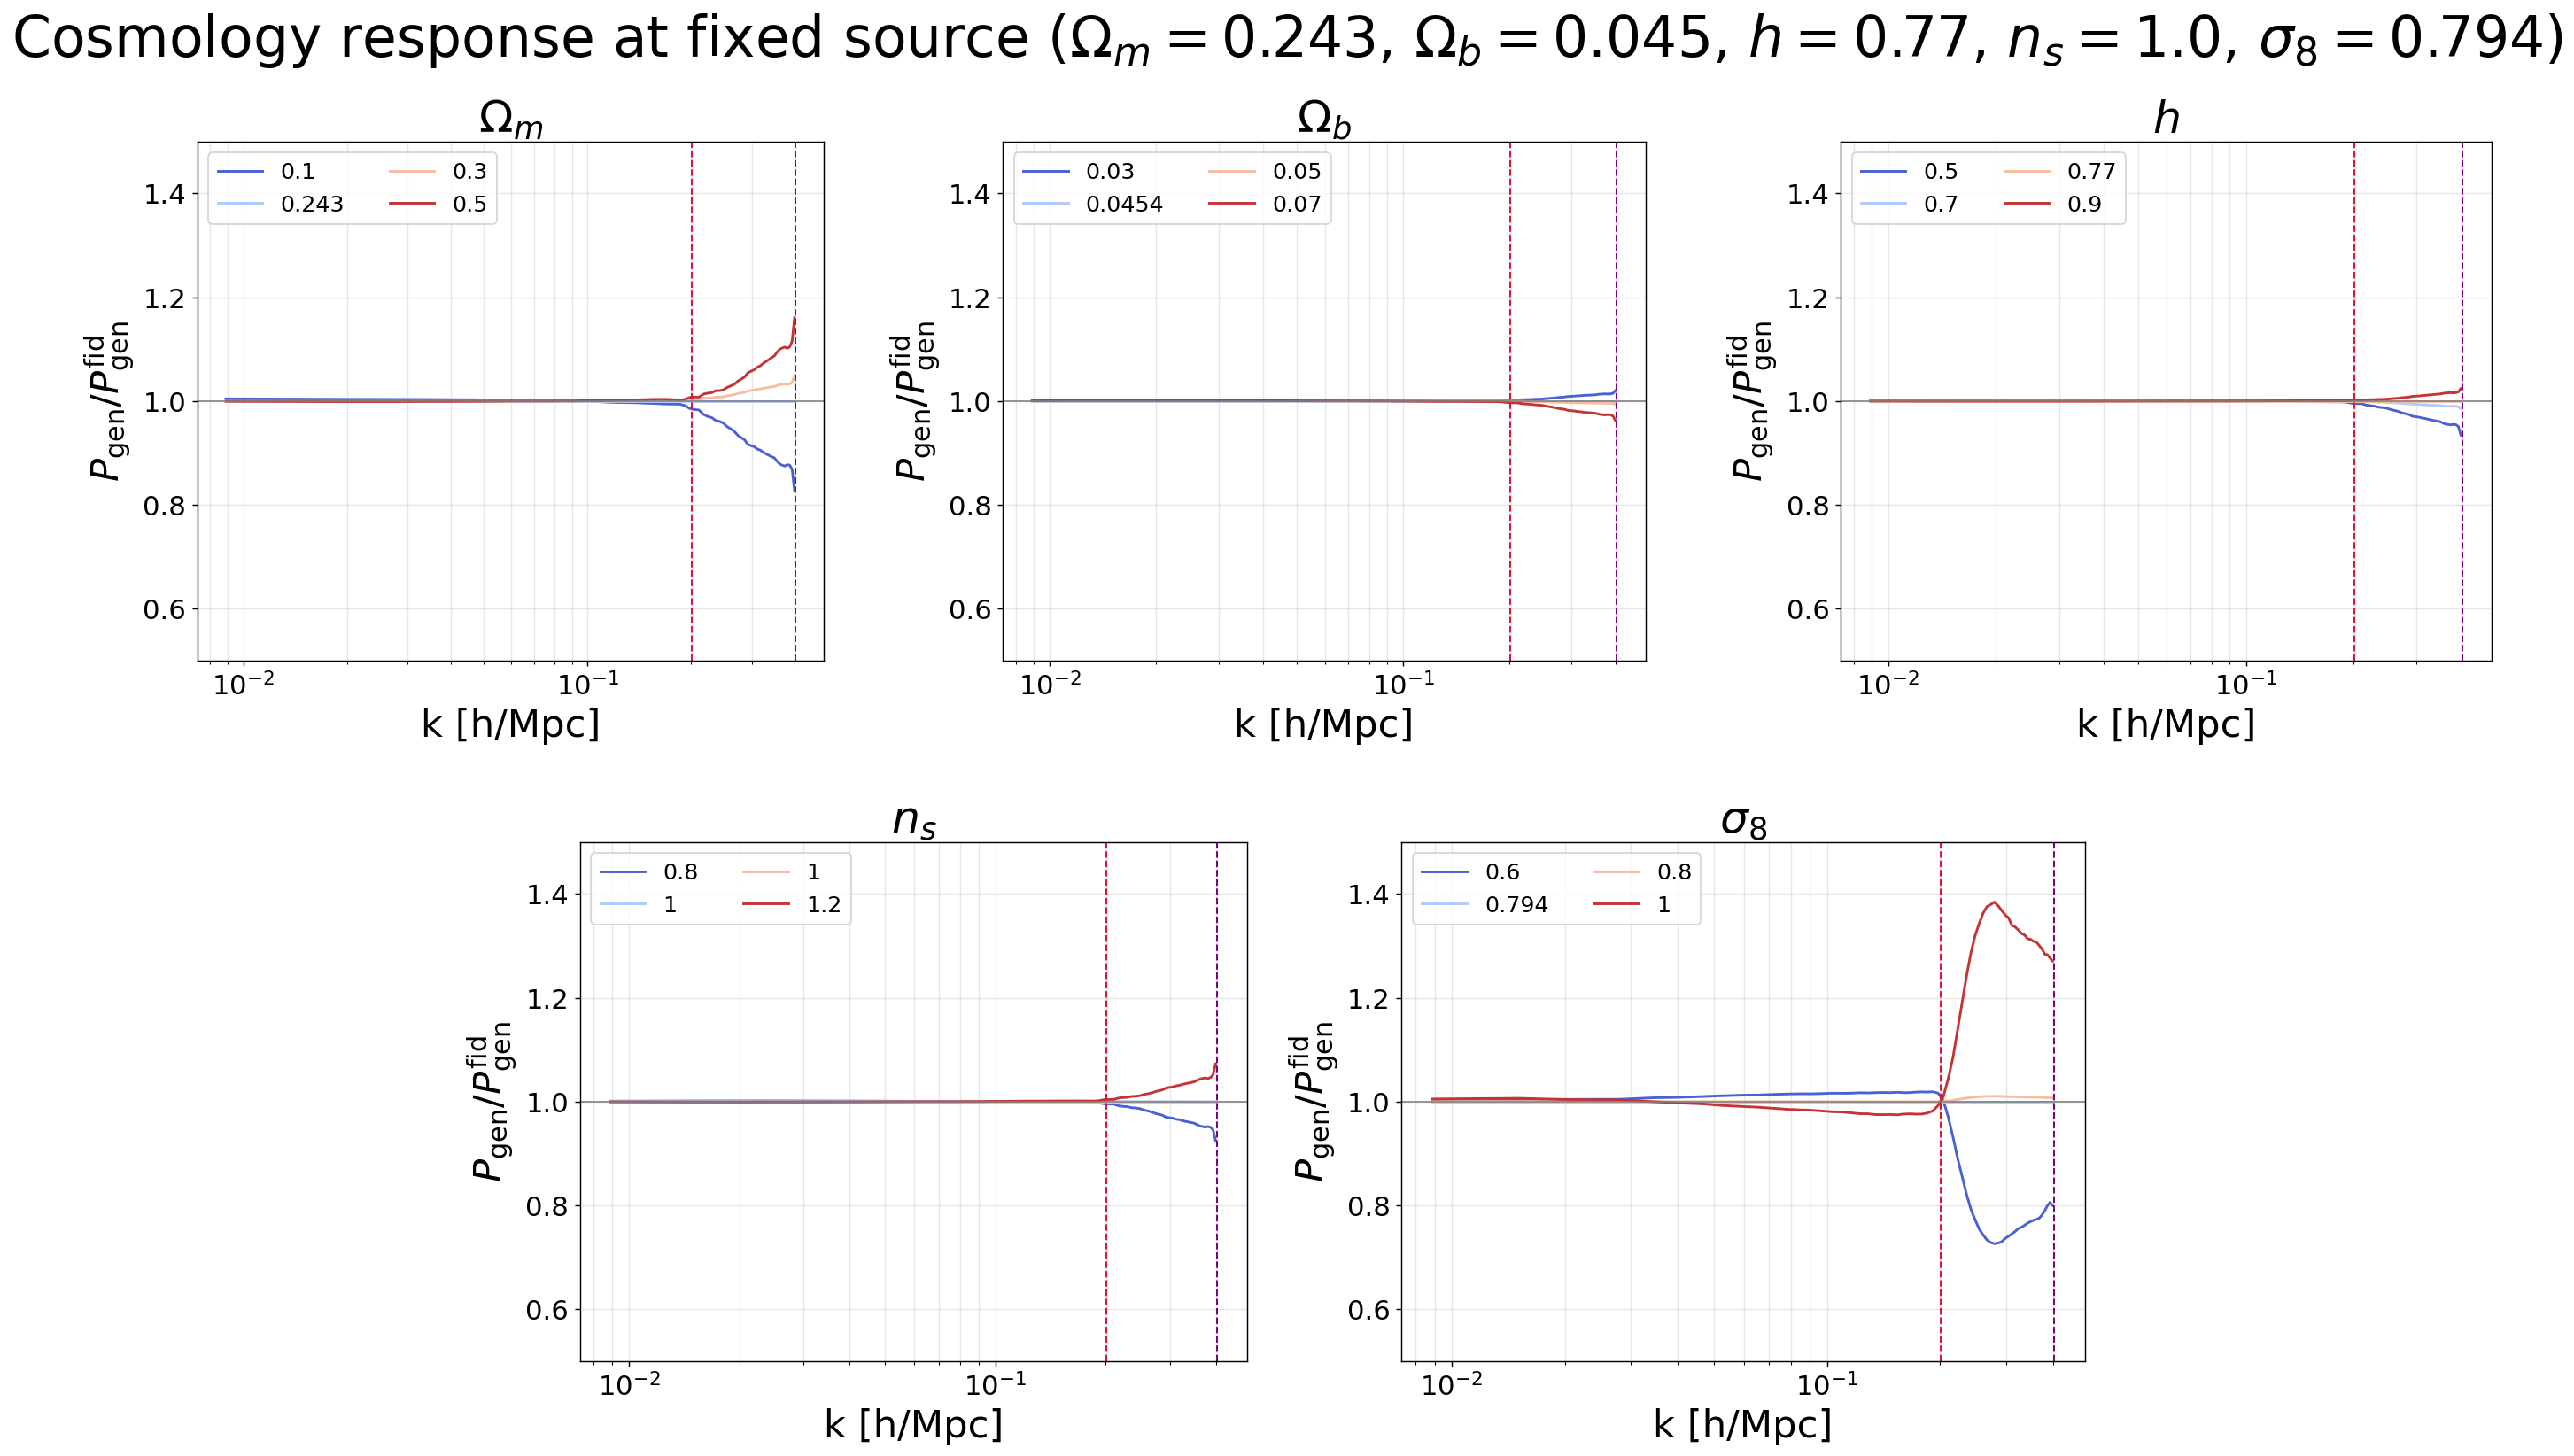 Cosmology response at fixed source (Ωm = 0.243, Ωb = 0.045, h = 0.77, ns = 1.0, σ8 = 0.794)
Ωm
0.1 0.3
0.243 0.5
1.4
1.2
1.0
0.8
0.6
Pgen/P^fid_gen
10⁻² 10⁻¹
k [h/Mpc]
Ωb
0.03 0.05
0.0454 0.07
1.4
1.2
1.0
0.8
0.6
Pgen/P^fid_gen
10⁻² 10⁻¹
k [h/Mpc]
h
0.5 0.77
0.7 0.9
1.4
1.2
1.0
0.8
0.6
Pgen/P^fid_gen
10⁻² 10⁻¹
k [h/Mpc]
ns
0.8 1
1 1.2
1.4
1.2
1.0
0.8
0.6
Pgen/P^fid_gen
10⁻² 10⁻¹
k [h/Mpc]
σ8
0.6 0.8
0.794 1
1.4
1.2
1.0
0.8
0.6
Pgen/P^fid_gen
10⁻² 10⁻¹
k [h/Mpc]